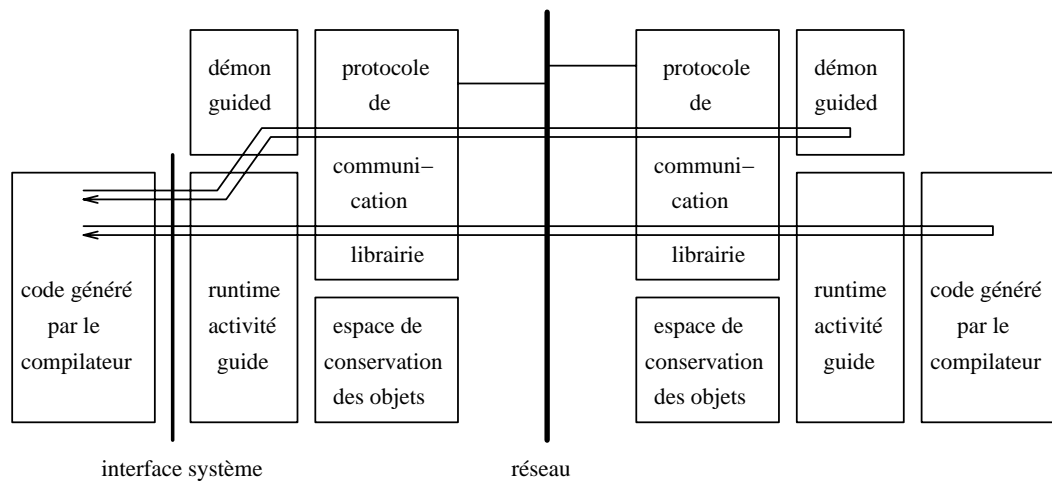 démon
guided
protocole
de
communi–
cation
librairie
code généré
par le
compilateur
runtime
activité
guide
espace de
conservation
des objets
interface système
réseau
protocole
de
communi–
cation
librairie
démon
guided
espace de
conservation
des objets
runtime
activité
guide
code généré
par le
compilateur